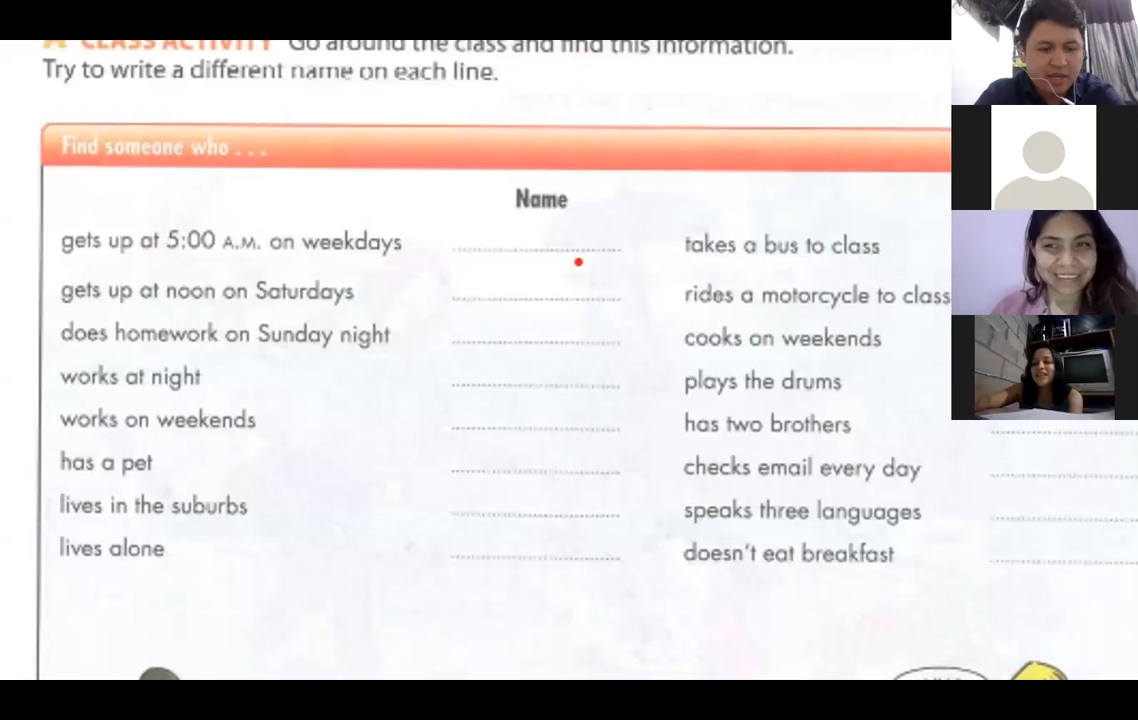 A CLASS ACTIVITY Go around the class and find this information.
Try to write a different name on each line.
Find someone who . . .
Name
gets up at 5:00 A.M. on weekdays
gets up at noon on Saturdays
does homework on Sunday night
works at night
works on weekends
has a pet
lives in the suburbs
lives alone
takes a bus to class
rides a motorcycle to class
cooks on weekends
plays the drums
has two brothers
checks email every day
speaks three languages
doesn't eat breakfast